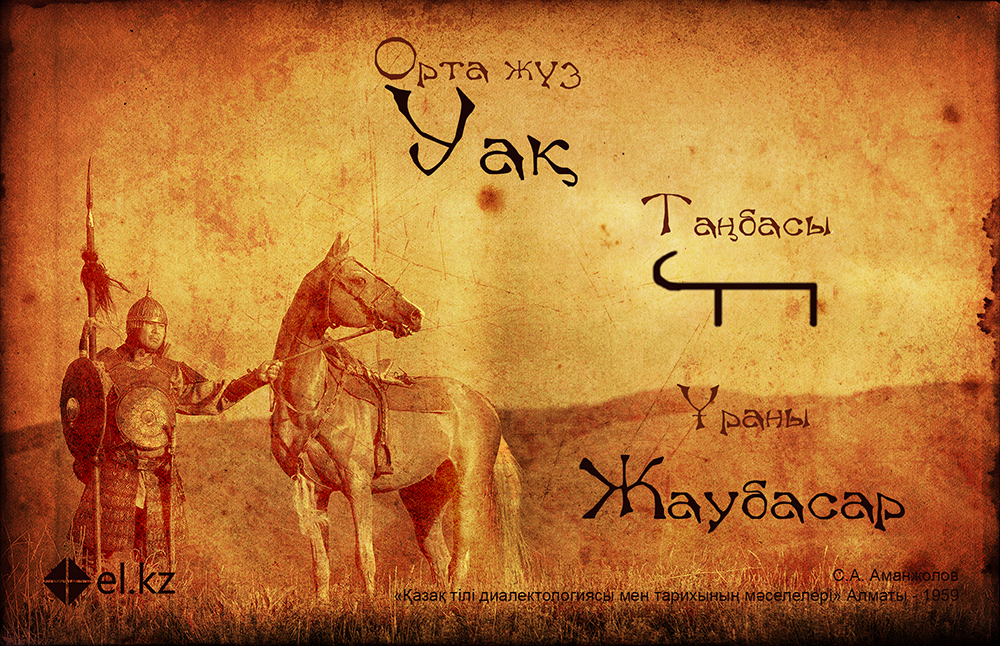 Орта жүз
Уақ
Таңбасы
Ұраны
Жаубасар
el.kz
С.А. Аманжолов
«Қазақ тілі диалектологиясы мен тарихының мәселелері» Алматы - 1959